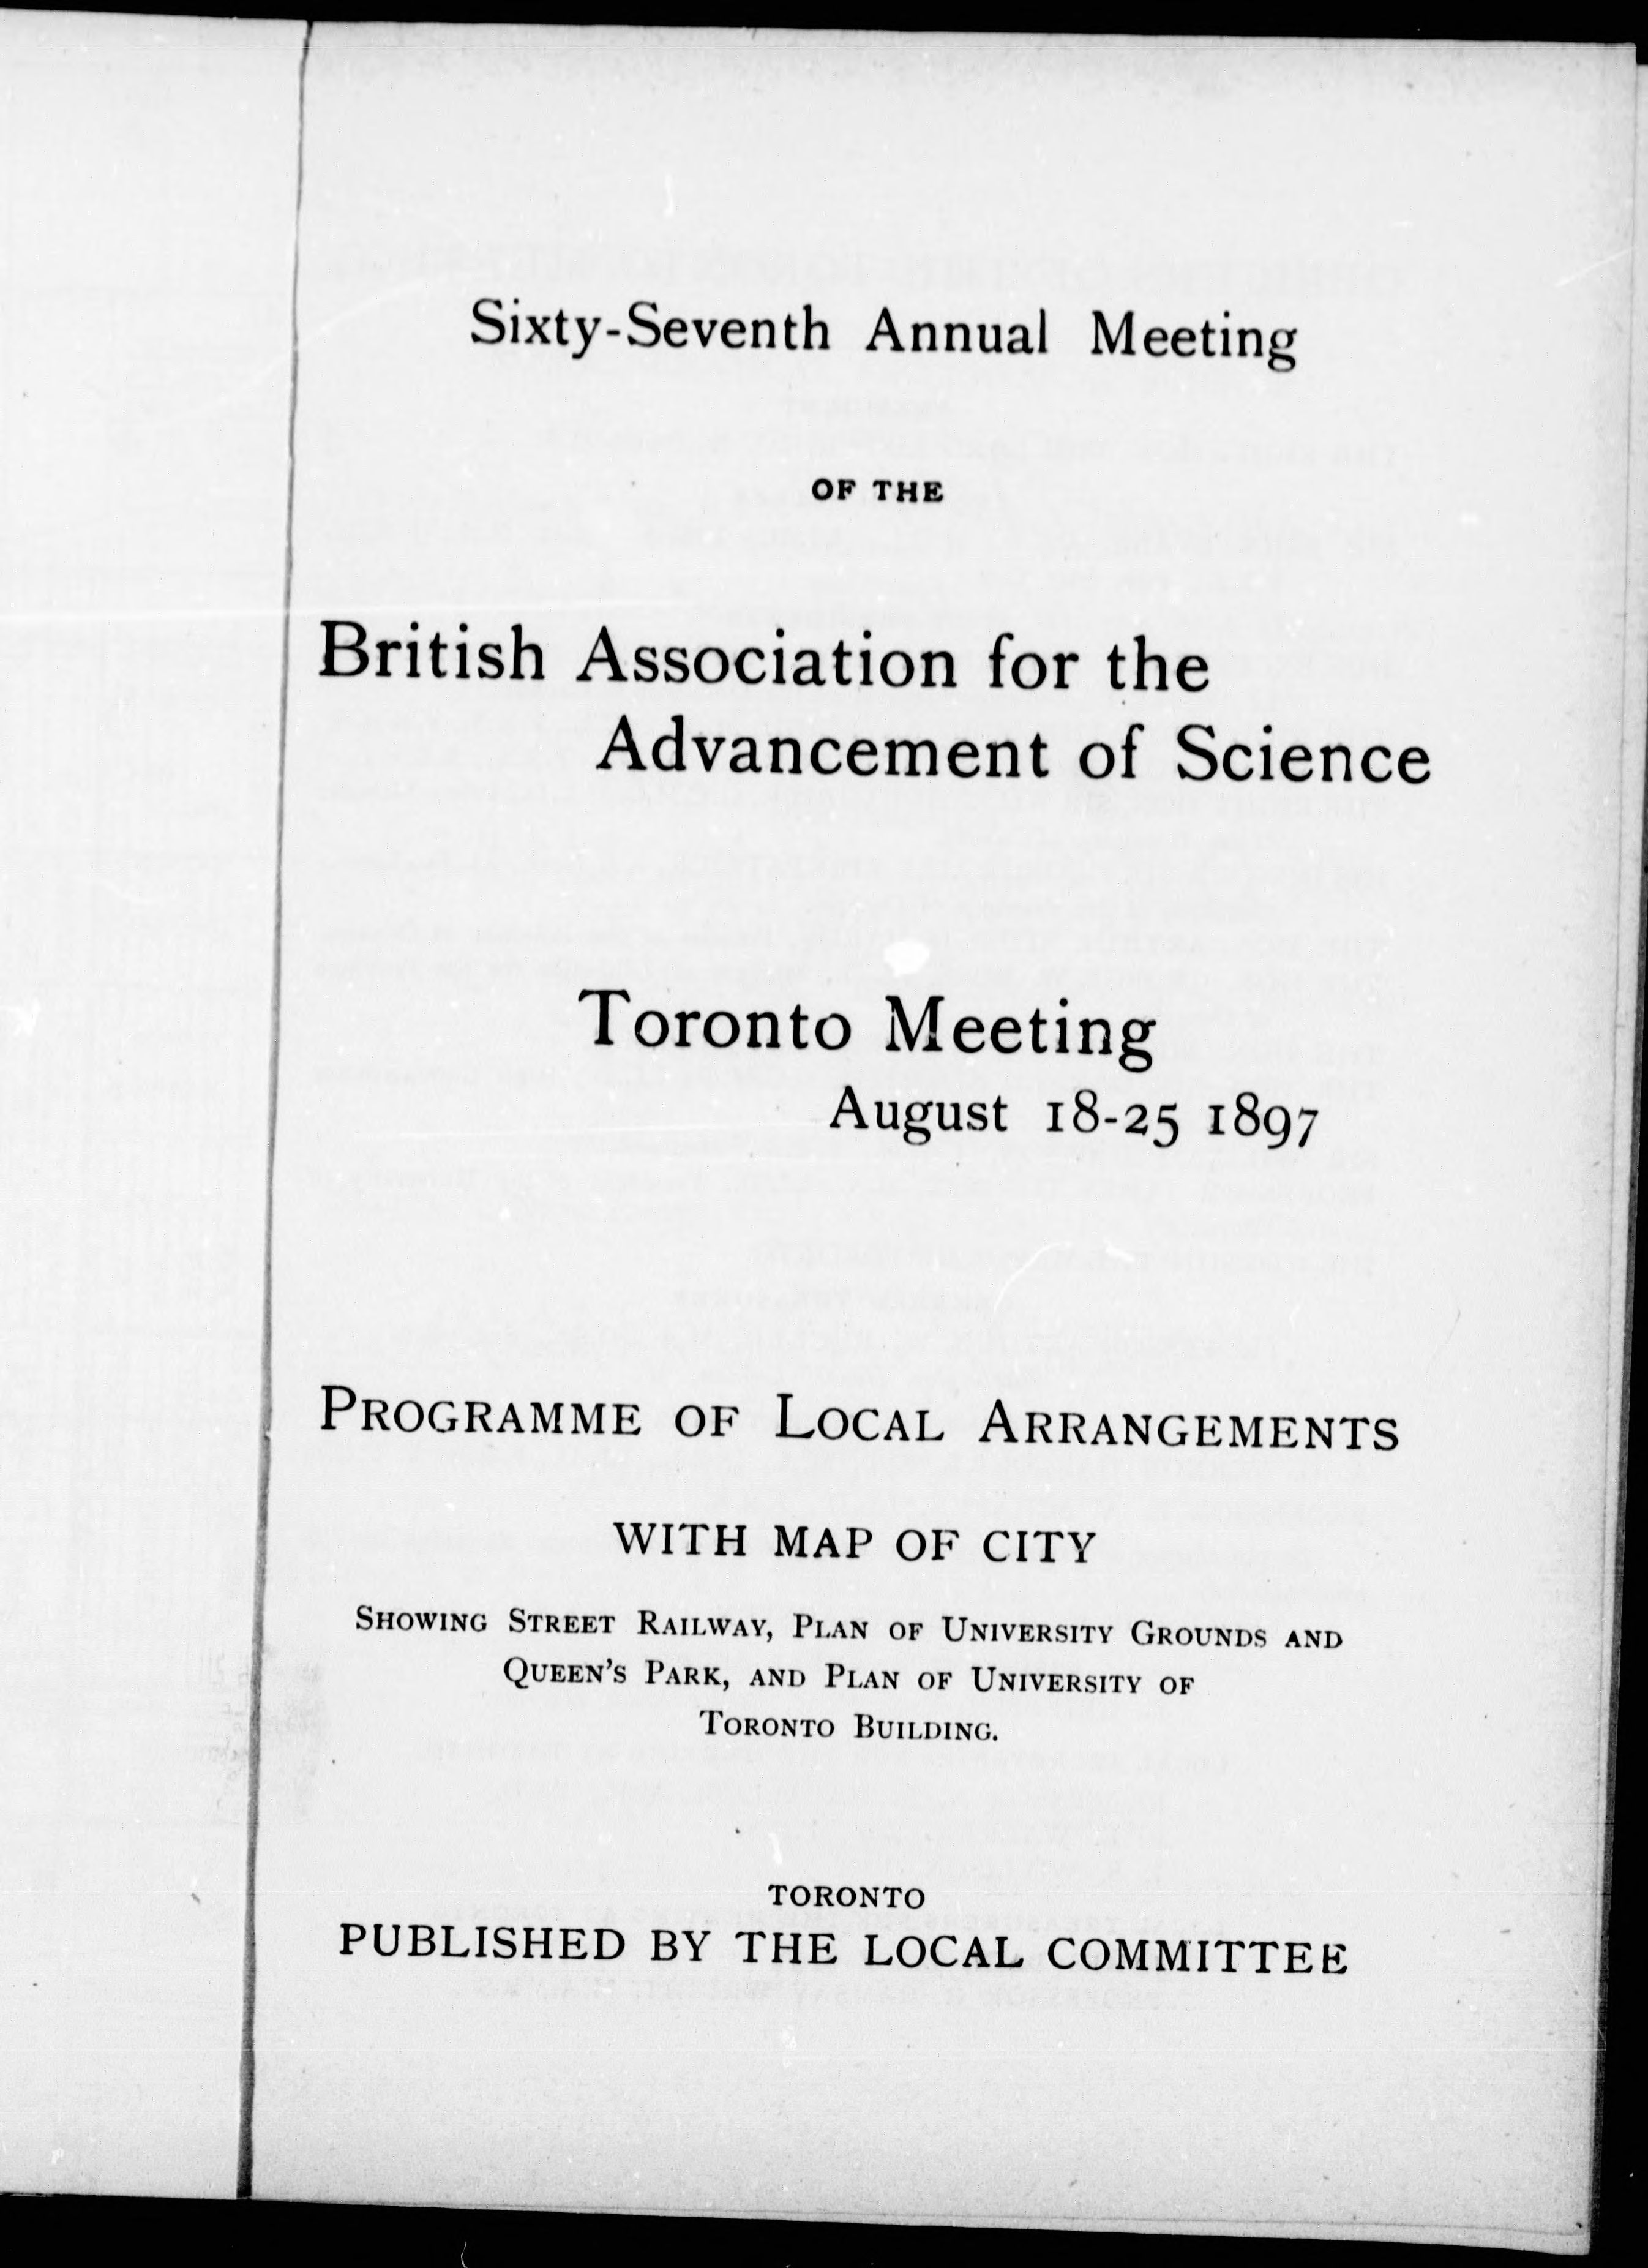 Sixty-Seventh Annual Meeting
OF THE
British Association for the
Advancement of Science
Toronto Meeting
August 18-25 1897
PROGRAMME OF LOCAL ARRANGEMENTS
WITH MAP OF CITY
SHOWING STREET RAILWAY, PLAN OF UNIVERSITY GROUNDS AND
QUEEN'S PARK, AND PLAN OF UNIVERSITY OF
TORONTO BUILDING.
TORONTO
PUBLISHED BY THE LOCAL COMMITTEE